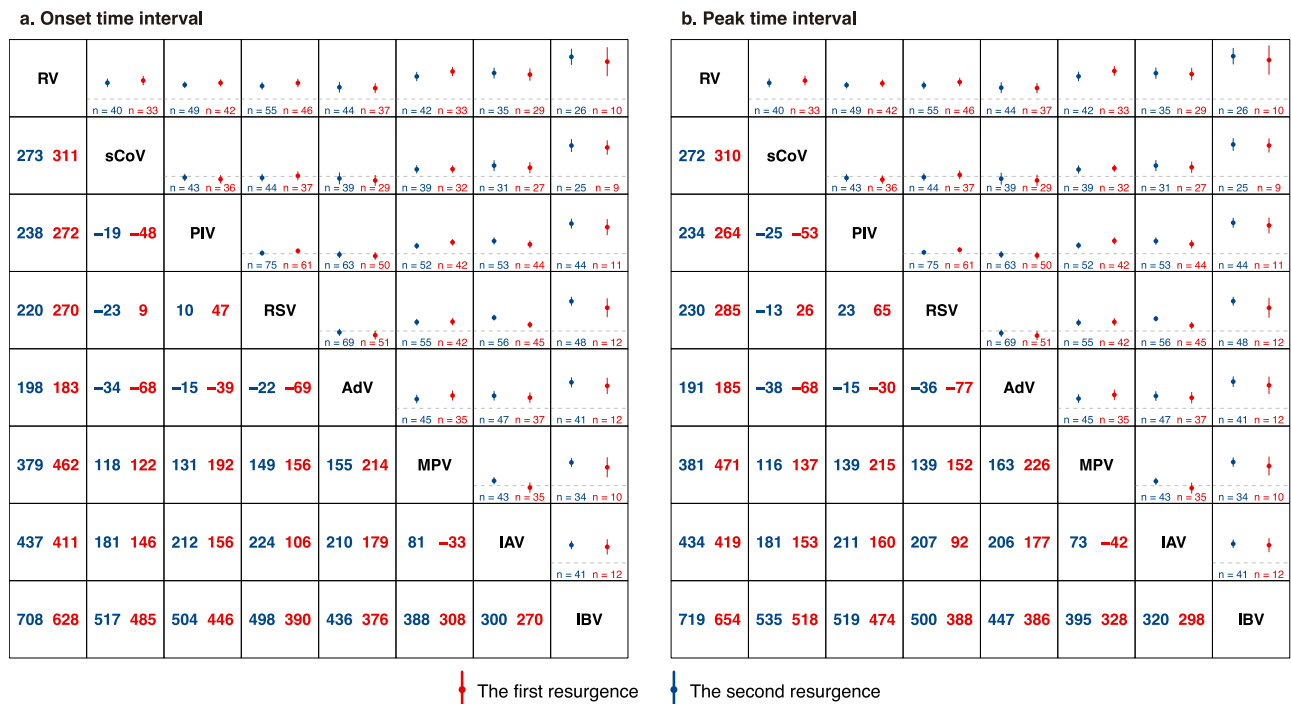 a. Onset time interval
RV
n = 40 n = 33 n = 49 n = 42 n = 55 n = 46 n = 44 n = 37 n = 42 n = 33 n = 35 n = 29 n = 26 n = 10
273 311 sCoV
n = 43 n = 36 n = 44 n = 37 n = 39 n = 29 n = 39 n = 32 n = 31 n = 27 n = 25 n = 9
238 272 −19 −48 PIV
n = 75 n = 61 n = 63 n = 50 n = 52 n = 42 n = 53 n = 44 n = 44 n = 11
220 270 −23 9 10 47 RSV
n = 69 n = 51 n = 55 n = 42 n = 56 n = 45 n = 48 n = 12
198 183 −34 −68 −15 −39 −22 −69 AdV
n = 45 n = 35 n = 47 n = 37 n = 41 n = 12
379 462 118 122 131 192 149 156 155 214 MPV
n = 43 n = 35 n = 34 n = 10
437 411 181 146 212 156 224 106 210 179 81 −33 IAV
n = 41 n = 12
708 628 517 485 504 446 498 390 436 376 388 308 300 270 IBV
b. Peak time interval
RV
n = 40 n = 33 n = 49 n = 42 n = 55 n = 46 n = 44 n = 37 n = 42 n = 33 n = 35 n = 29 n = 26 n = 10
272 310 sCoV
n = 43 n = 36 n = 44 n = 37 n = 39 n = 29 n = 39 n = 32 n = 31 n = 27 n = 25 n = 9
234 264 −25 −53 PIV
n = 75 n = 61 n = 63 n = 50 n = 52 n = 42 n = 53 n = 44 n = 44 n = 11
230 285 −13 26 23 65 RSV
n = 69 n = 51 n = 55 n = 42 n = 56 n = 45 n = 48 n = 12
191 185 −38 −68 −15 −30 −36 −77 AdV
n = 45 n = 35 n = 47 n = 37 n = 41 n = 12
381 471 116 137 139 215 139 152 163 226 MPV
n = 43 n = 35 n = 34 n = 10
434 419 181 153 211 160 207 92 206 177 73 −42 IAV
n = 41 n = 12
719 654 535 518 519 474 500 388 447 386 395 328 320 298 IBV
The first resurgence
The second resurgence